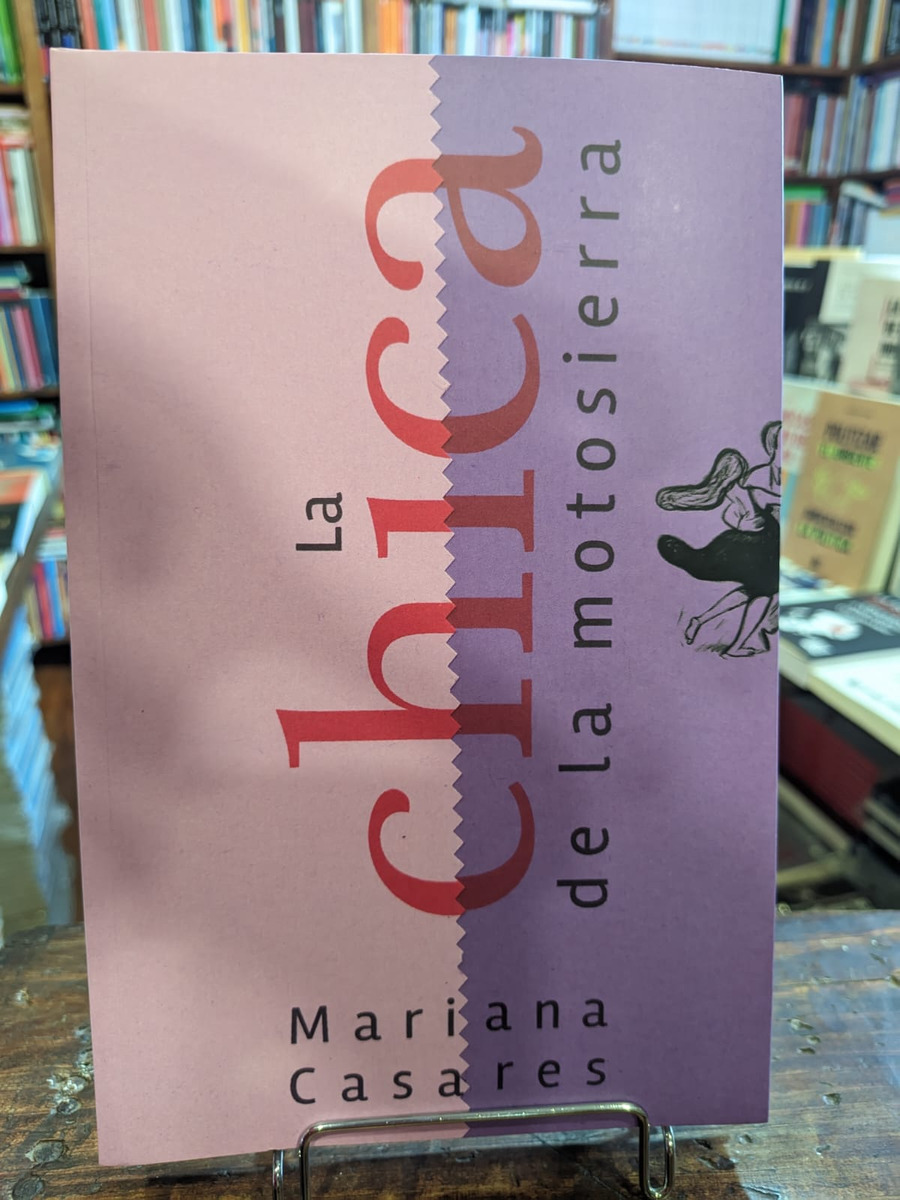 La
chica
de la motosierra
Mariana
Casares